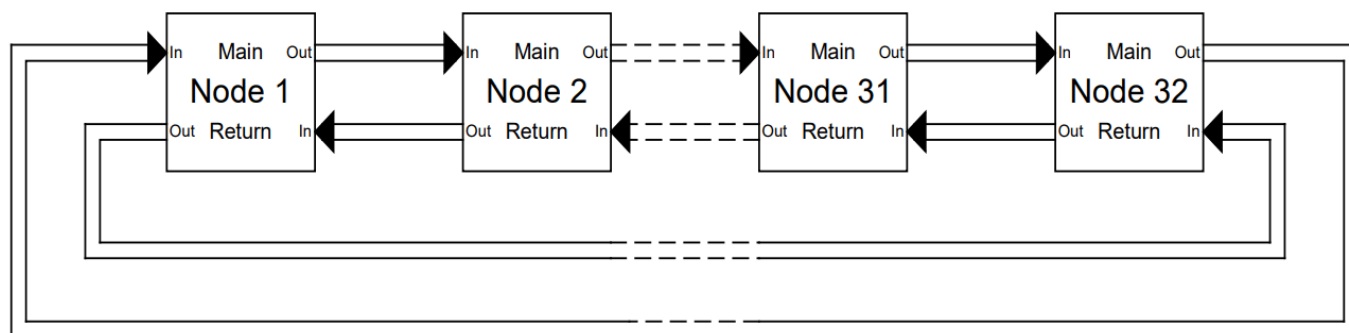 In Main Out
Node 1
Out Return In
In Main Out
Node 2
Out Return In
In Main Out
Node 31
Out Return In
In Main Out
Node 32
Out Return In